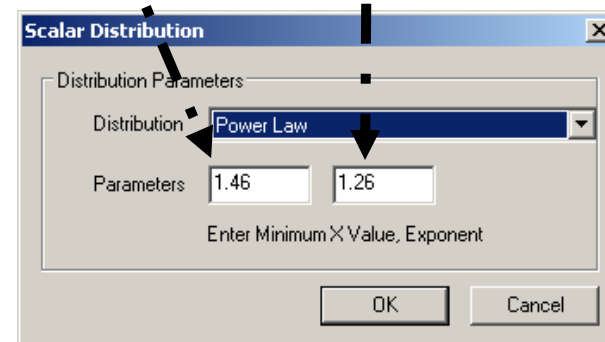 Scalar Distribution
Distribution Parameters
Distribution Power Law
Parameters 1.46 1.26
Enter Minimum X Value, Exponent
OK Cancel